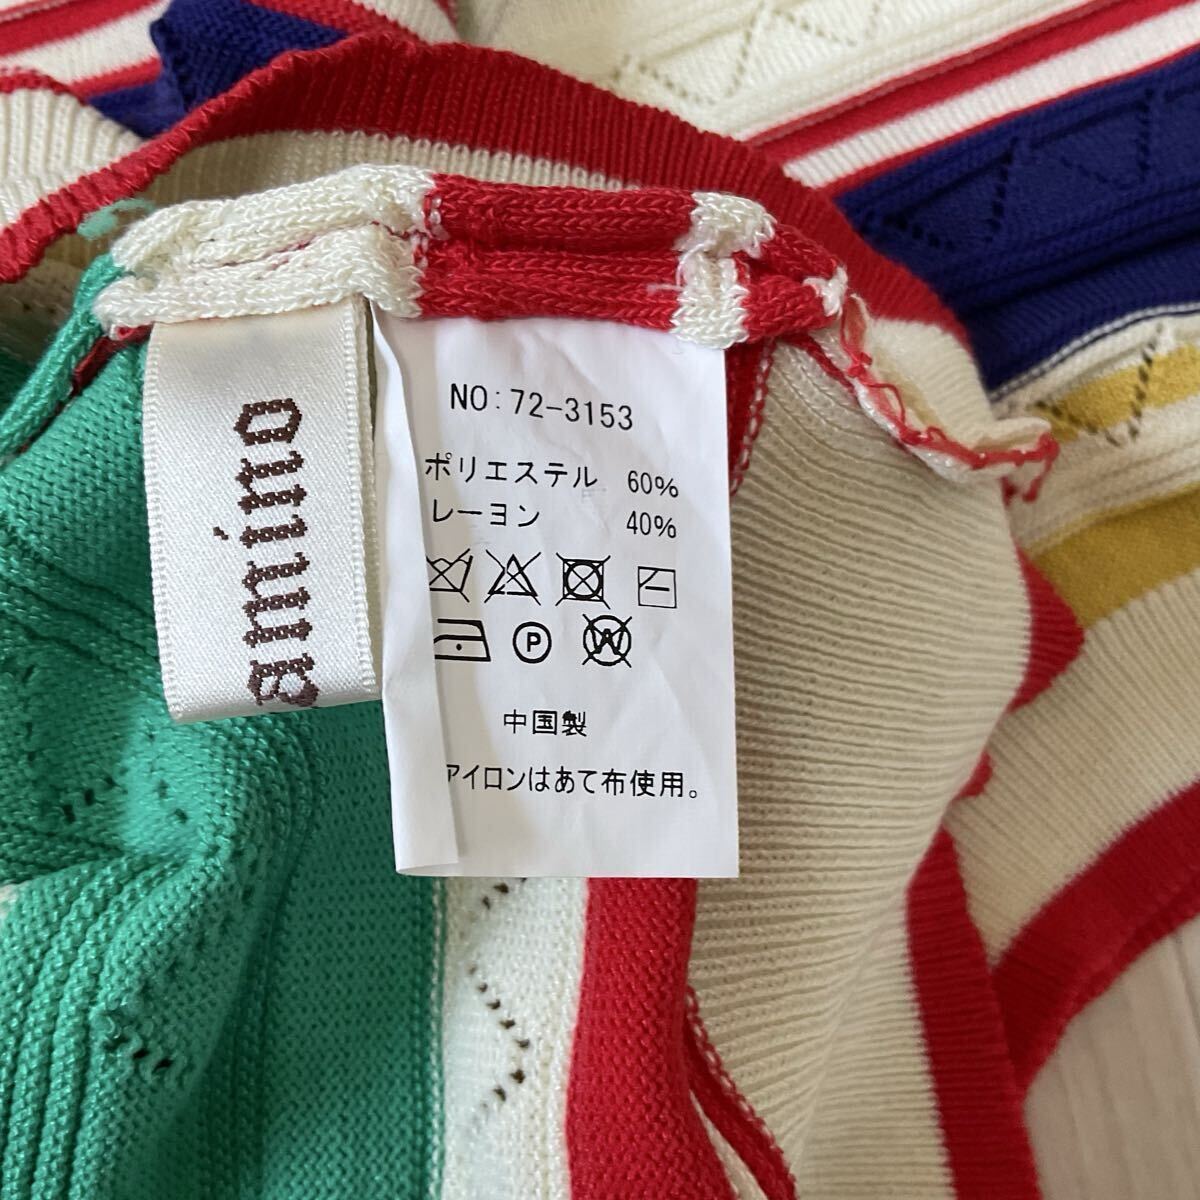 amino
NO:72-3153
ポリエステル 60%
レーヨン 40%
P
W
中国製
アイロンはあて布使用。